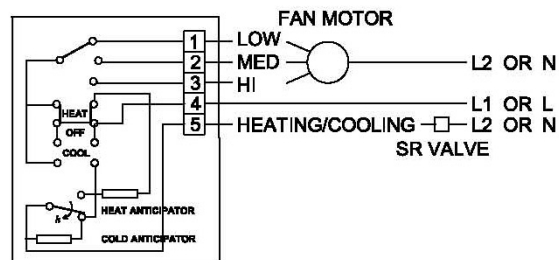 FAN MOTOR
1 LOW
2 MED L2 OR N
3 HI
4 L1 OR L
5 HEATING/COOLING L2 OR N
SR VALVE
HEAT
OFF
COOL
HEAT ANTICIPATOR
COLD ANTICIPATOR